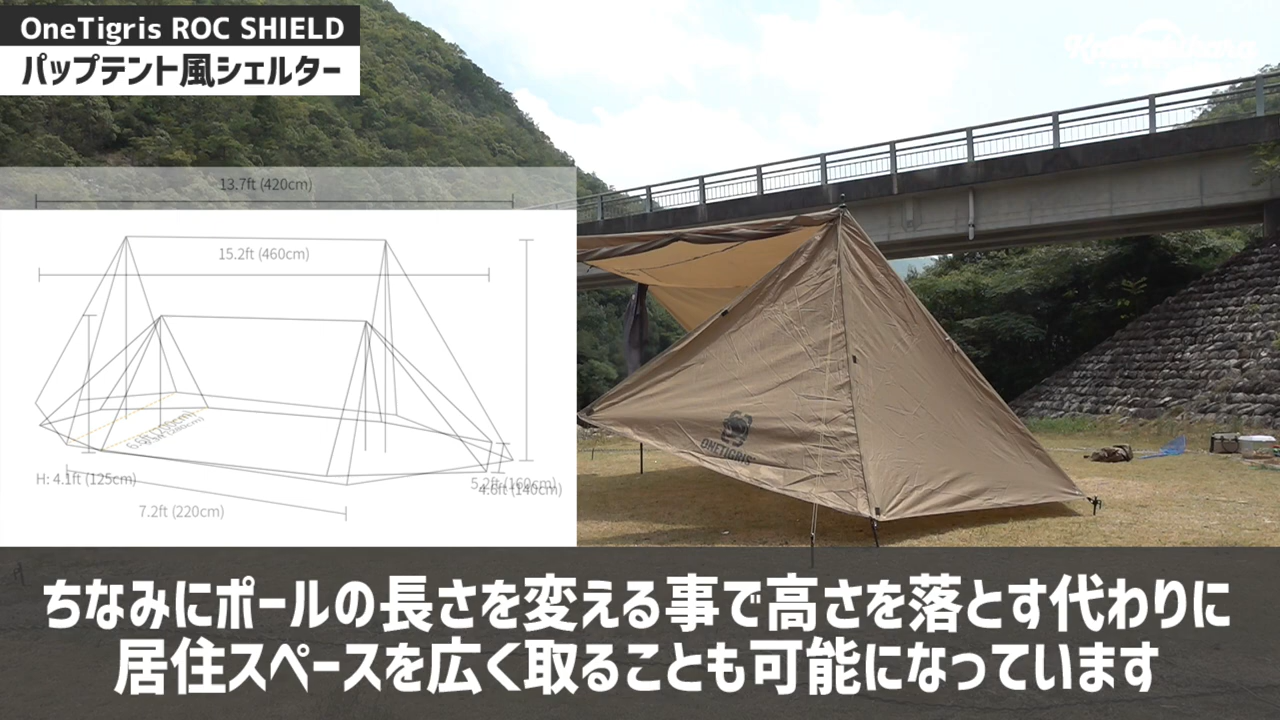 OneTigris ROC SHIELD
パップテント風シェルター
13.7ft (420cm)
15.2ft (460cm)
H: 4.1ft (125cm)
7.2ft (220cm)
4.6ft (140cm)
ONETIGRIS
ちなみにポールの長さを変える事で高さを落とす代わりに
居住スペースを広く取ることも可能になっています